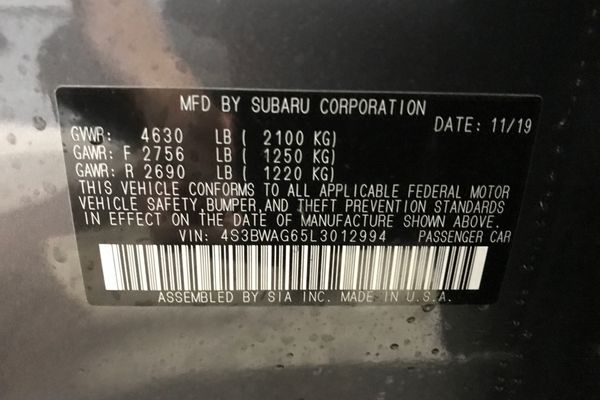 MFD BY SUBARU CORPORATION
DATE: 11/19
GVWR: 4630 LB ( 2100 KG)
GAWR: F 2756 LB ( 1250 KG)
GAWR: R 2690 LB ( 1220 KG)
THIS VEHICLE CONFORMS TO ALL APPLICABLE FEDERAL MOTOR
VEHICLE SAFETY,BUMPER,AND THEFT PREVENTION STANDARDS
IN EFFECT ON THE DATE OF MANUFACTURE SHOWN ABOVE.
VIN: 4S3BWAG65L3012994 PASSENGER CAR
ASSEMBLED BY SIA INC. MADE IN U.S.A.